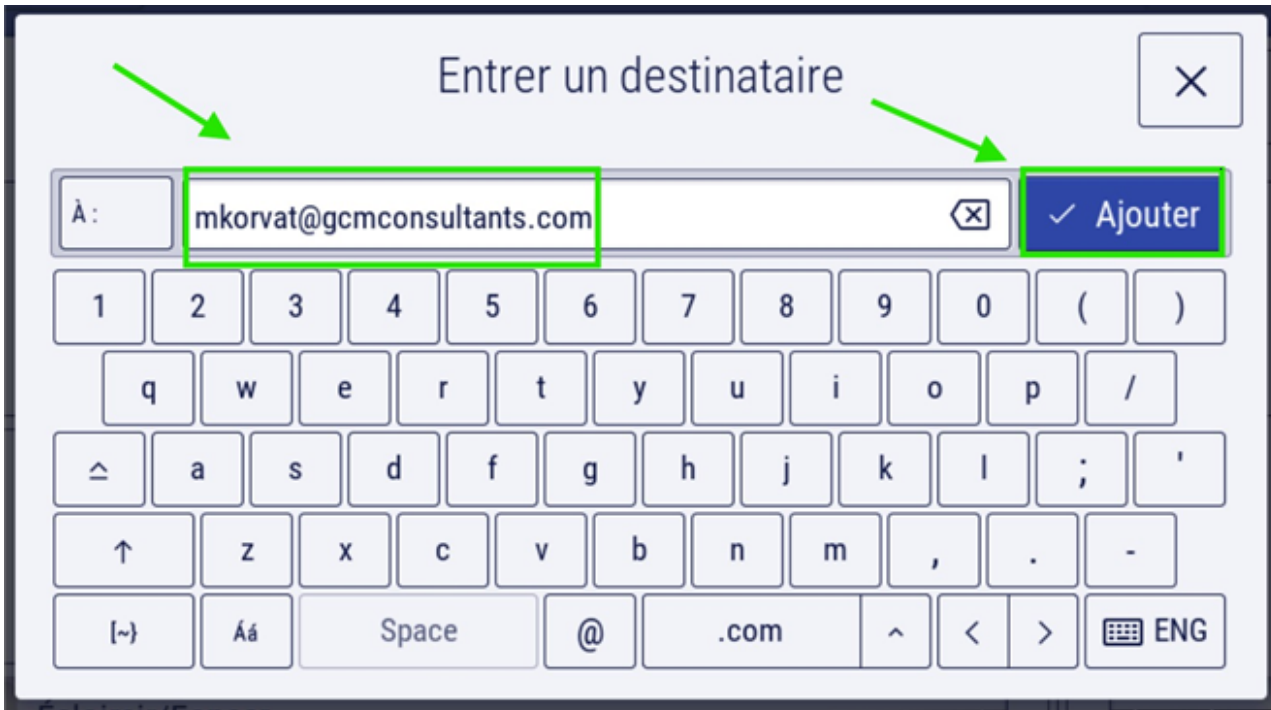 Entrer un destinataire
À : mkorvat@gcmconsultants.com Ajouter
1 2 3 4 5 6 7 8 9 0 ( )
q w e r t y u i o p /
a s d f g h j k l ; '
z x c v b n m , . -
[~} Áá Space @ .com ^ < > ENG